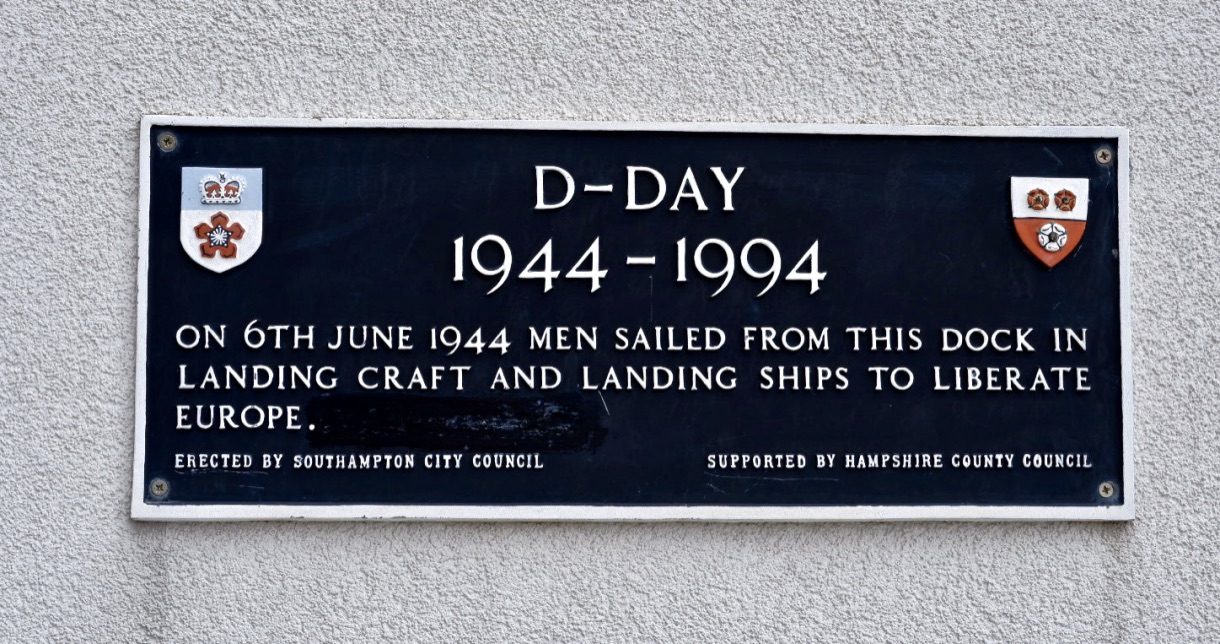 D-DAY
1944-1994
ON 6TH JUNE 1944 MEN SAILED FROM THIS DOCK IN
LANDING CRAFT AND LANDING SHIPS TO LIBERATE
EUROPE.
ERECTED BY SOUTHAMPTON CITY COUNCIL SUPPORTED BY HAMPSHIRE COUNTY COUNCIL